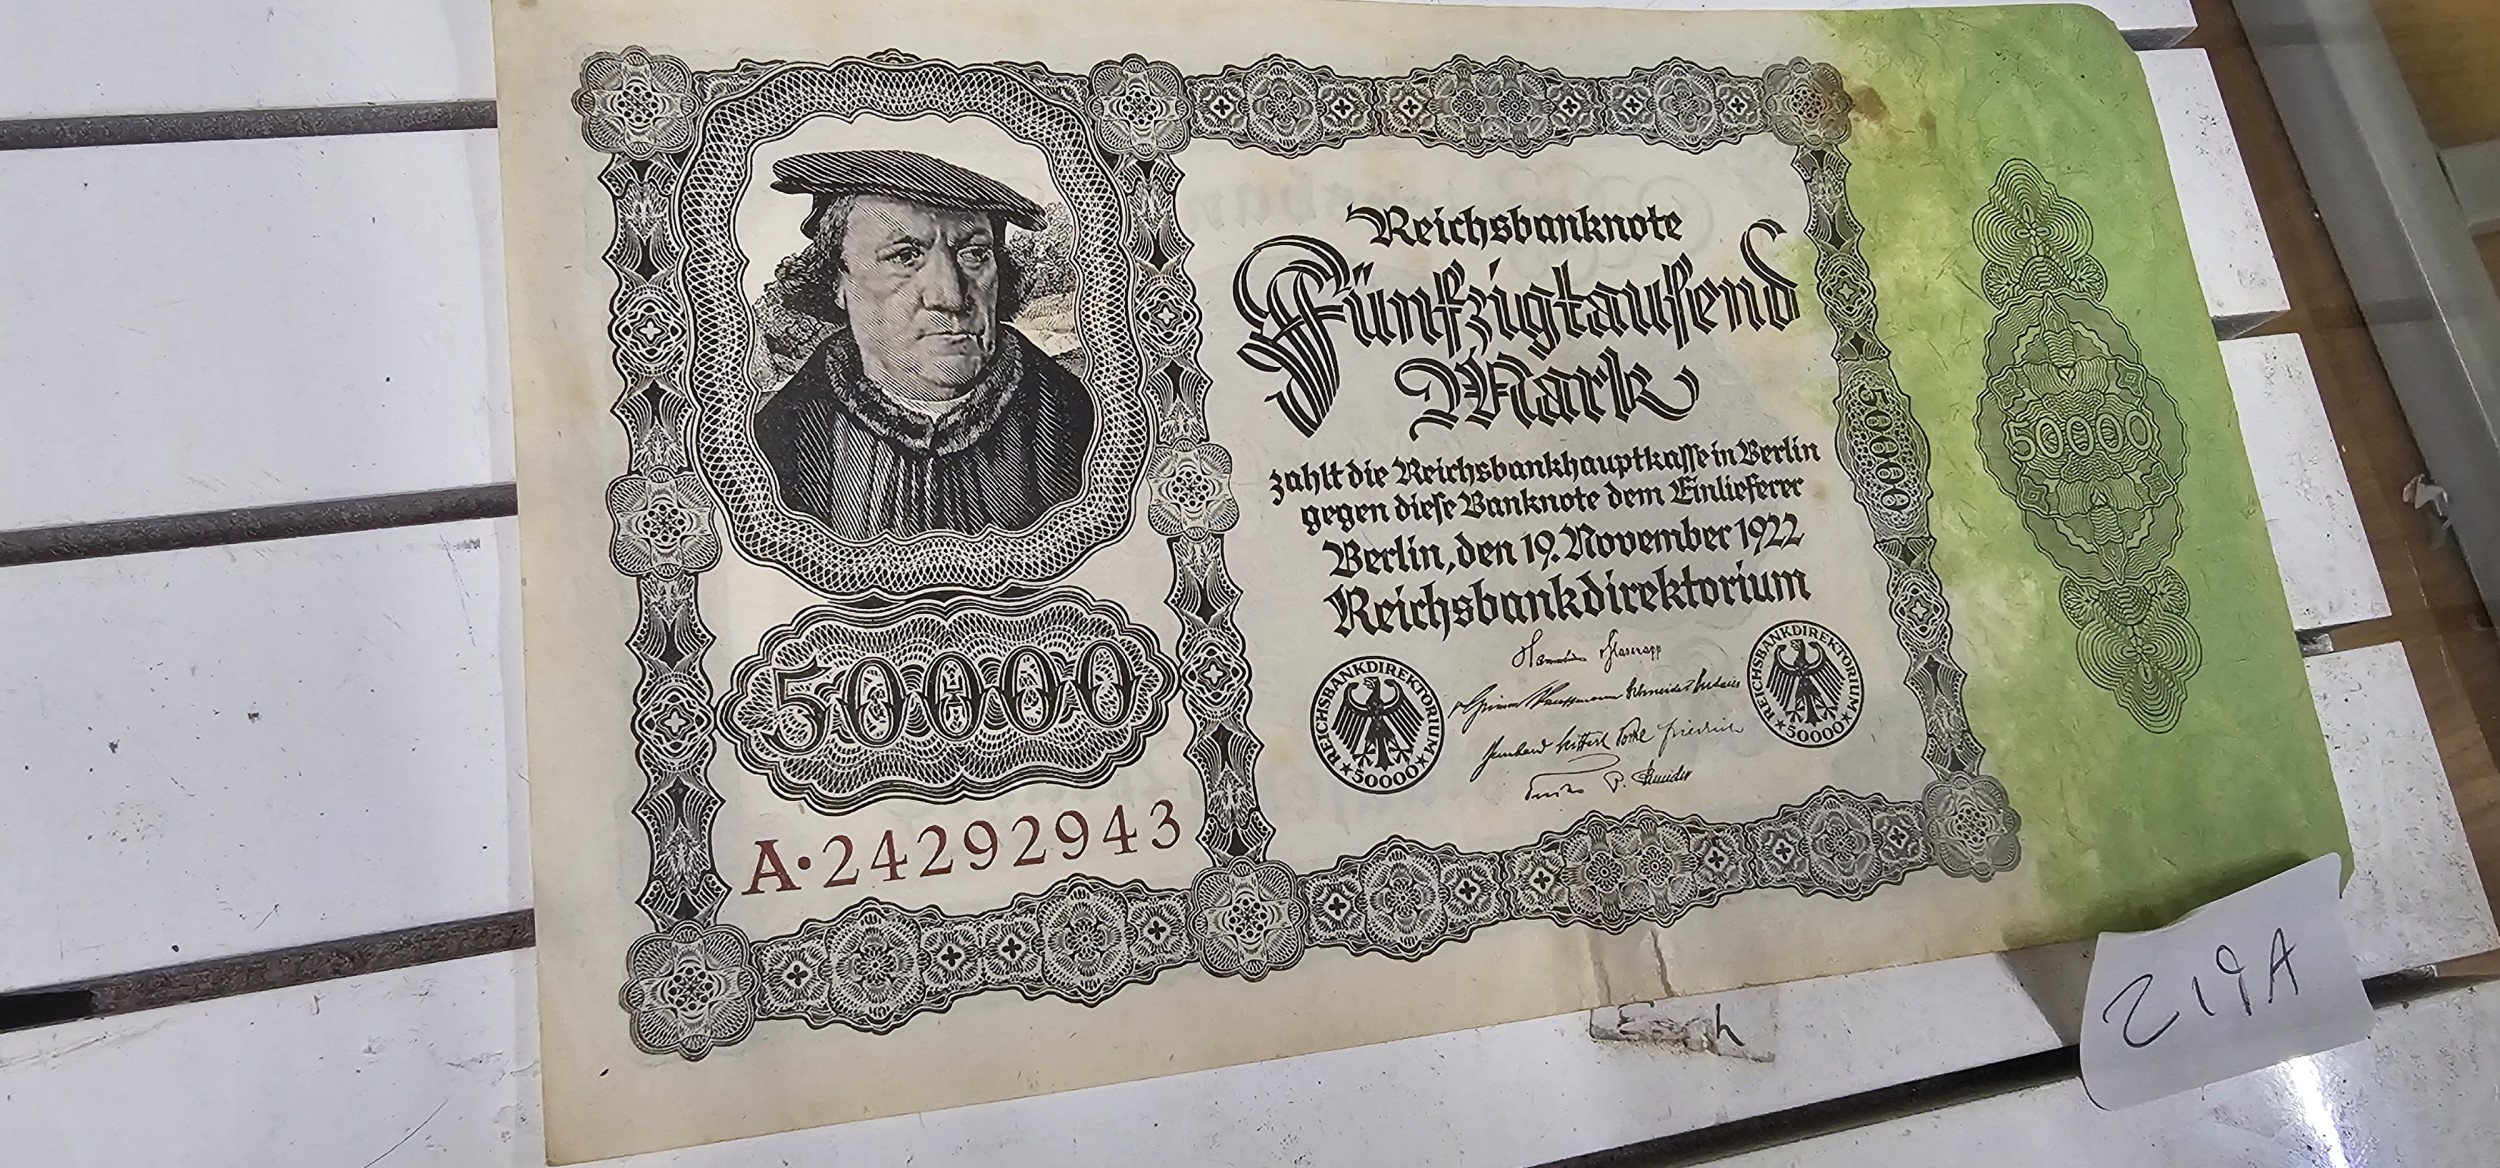 Reichsbanknote
Fünfzigtausend
Mark
zahlt die Reichsbankhauptkasse in Berlin
gegen diese Banknote dem Einlieferer
Berlin, den 19. November 1922
Reichsbankdirektorium
REICHSBANKDIREKTORIUM
50000
REICHSBANKDIREKTORIUM
50000
50000
A·24292943
50000
50000
219A